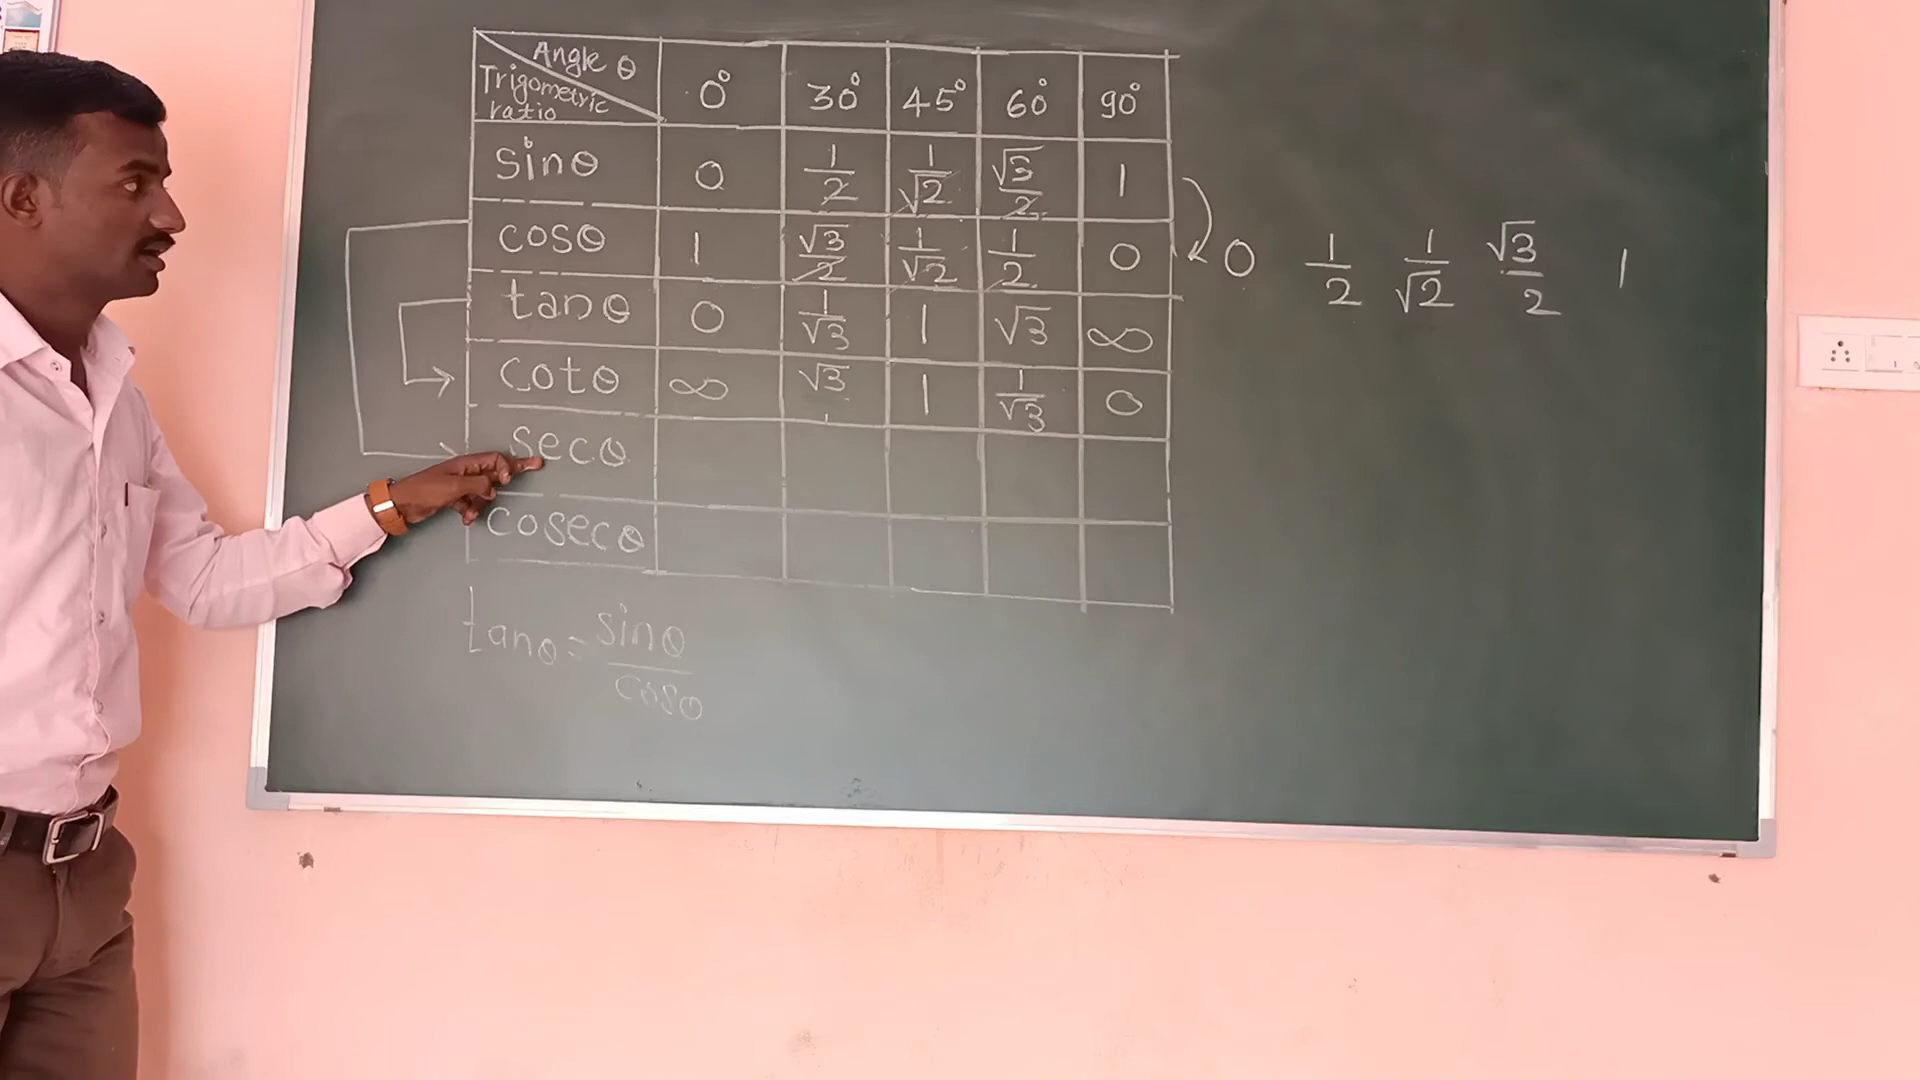 Angle θ
Trigometric
ratio
0° 30° 45° 60° 90°
sinθ 0 1/2 1/√2 √3/2 1
cosθ 1 √3/2 1/√2 1/2 0
0 1/2 1/√2 √3/2 1
tanθ 0 1/√3 1 √3 ∞
cotθ ∞ √3 1 1/√3 0
secθ
cosecθ
tanθ = sinθ/cosθ